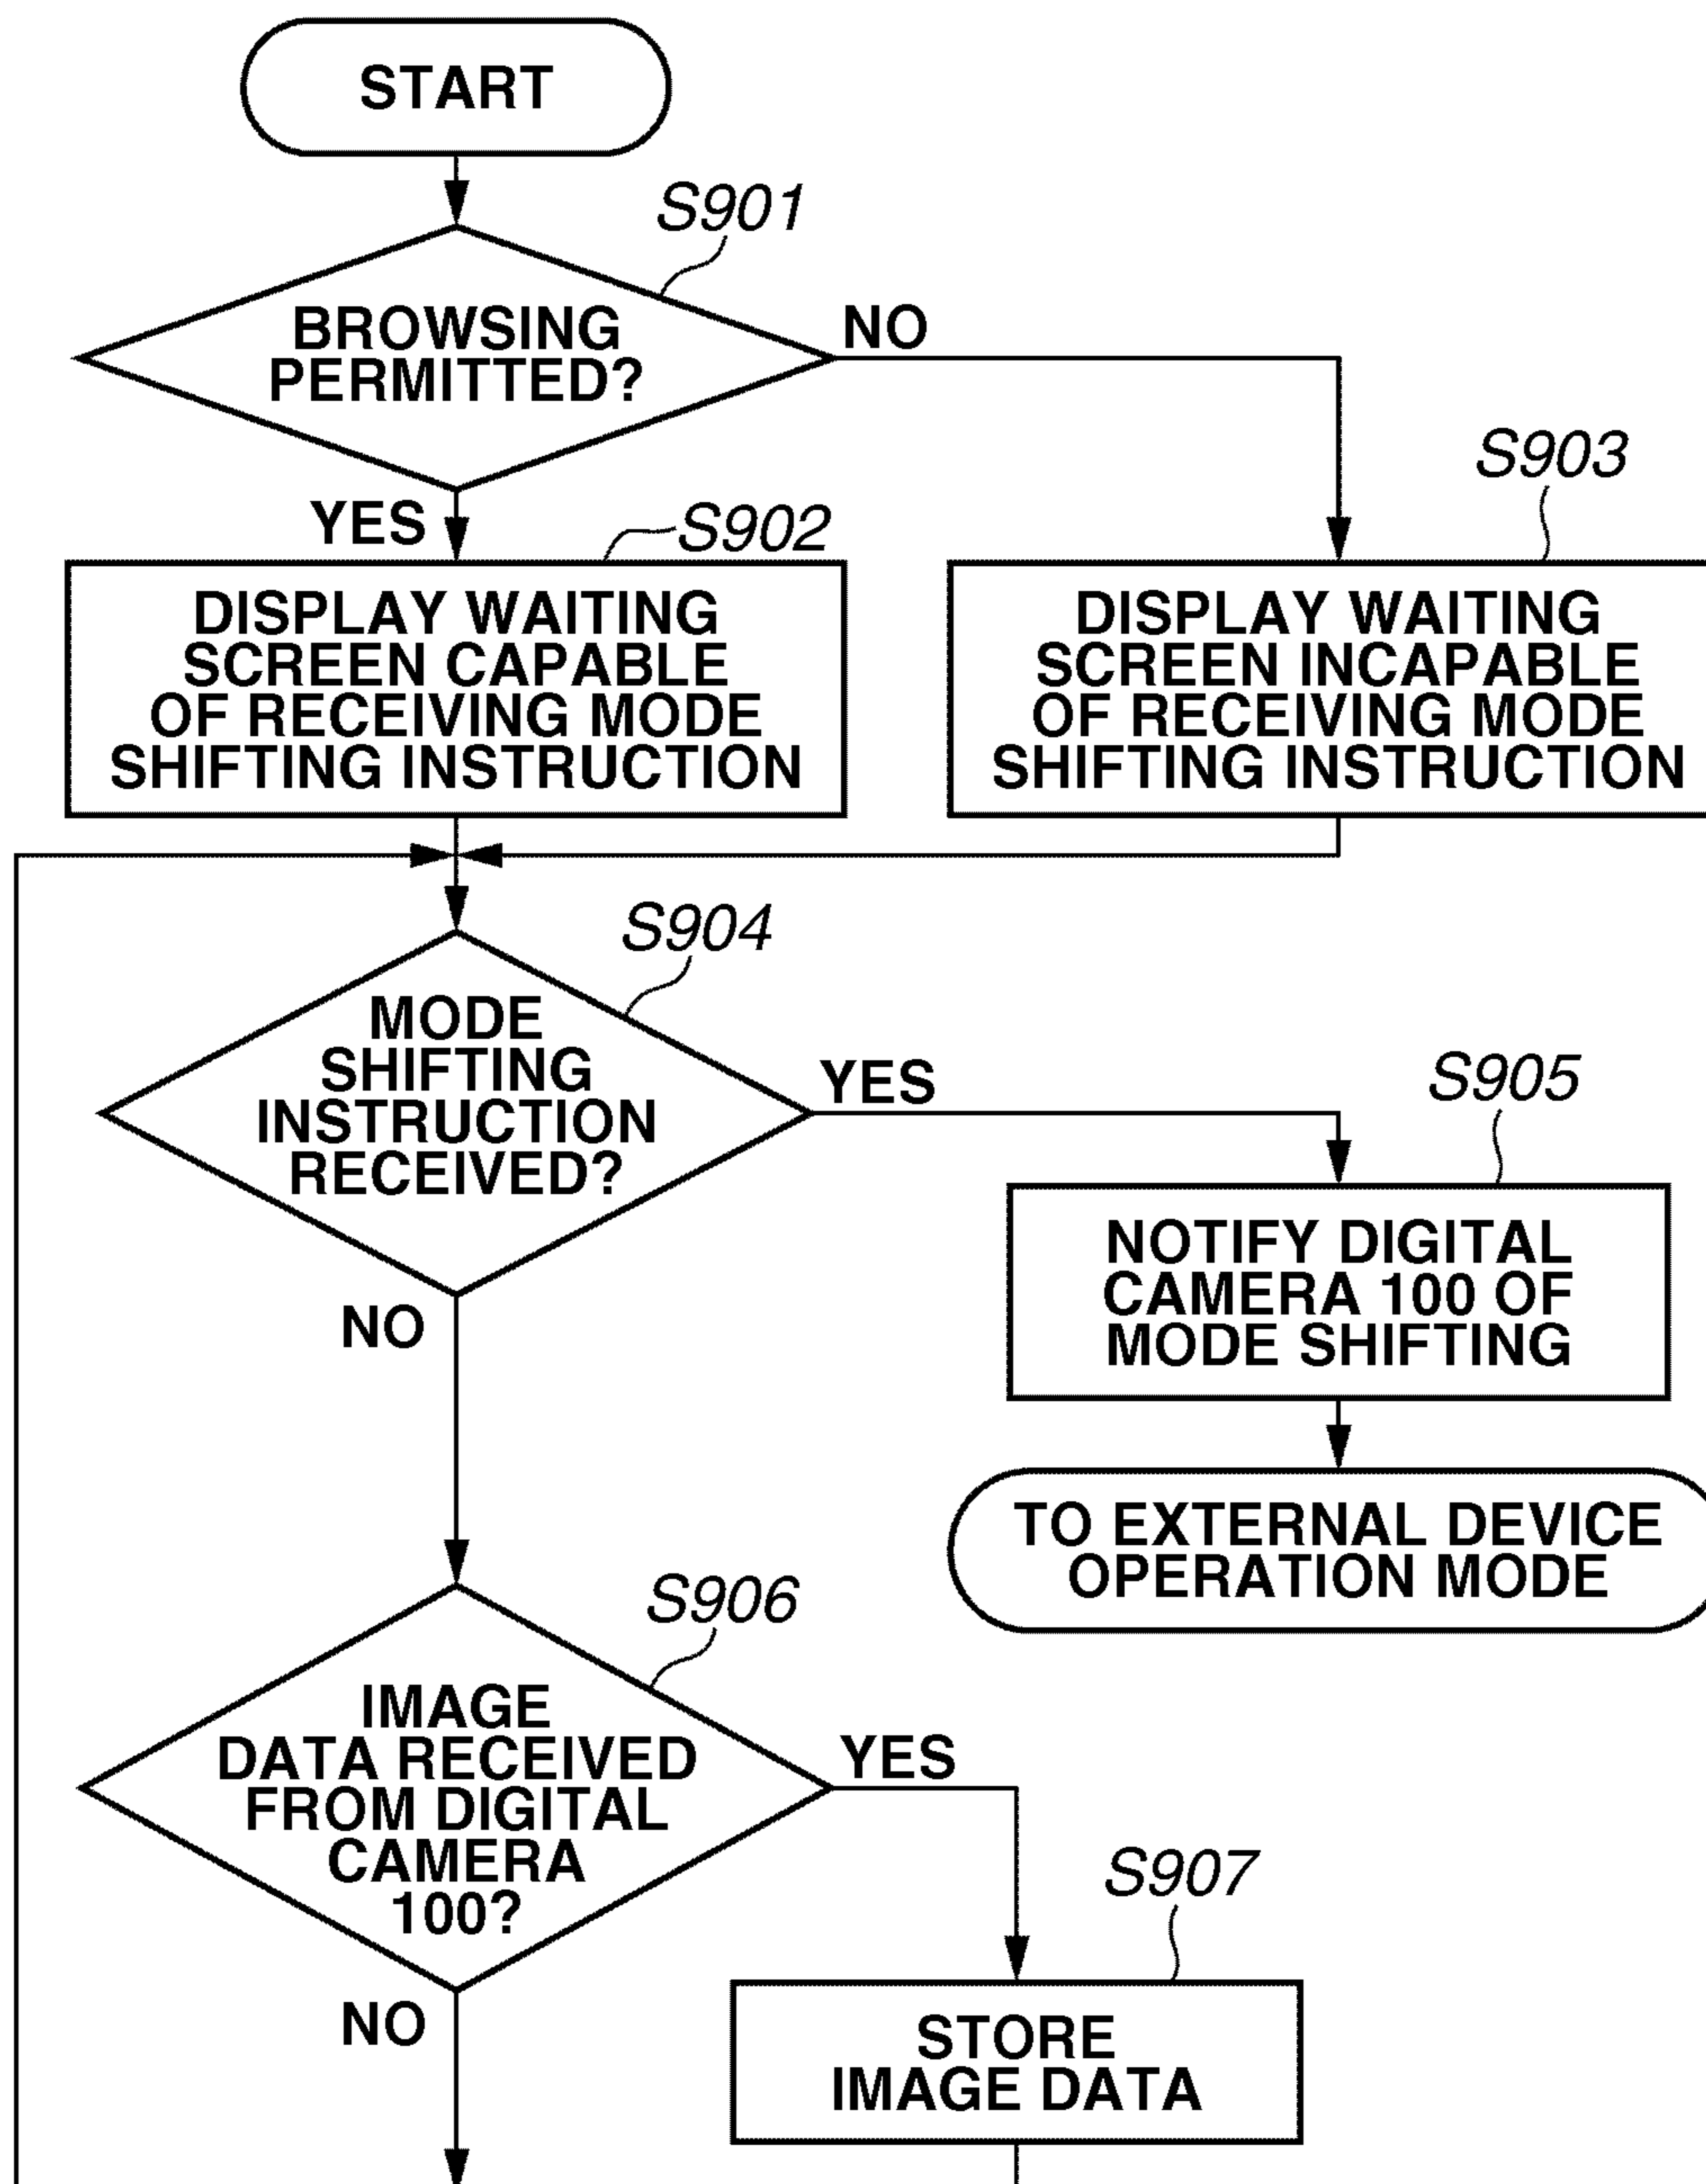 START
S901
BROWSING
PERMITTED?
NO
YES
S902
S903
DISPLAY WAITING
SCREEN CAPABLE
OF RECEIVING MODE
SHIFTING INSTRUCTION
DISPLAY WAITING
SCREEN INCAPABLE
OF RECEIVING MODE
SHIFTING INSTRUCTION
S904
MODE
SHIFTING
INSTRUCTION
RECEIVED?
YES
S905
NO
NOTIFY DIGITAL
CAMERA 100 OF
MODE SHIFTING
TO EXTERNAL DEVICE
OPERATION MODE
S906
IMAGE
DATA RECEIVED
FROM DIGITAL
CAMERA
100?
YES
S907
NO
STORE
IMAGE DATA